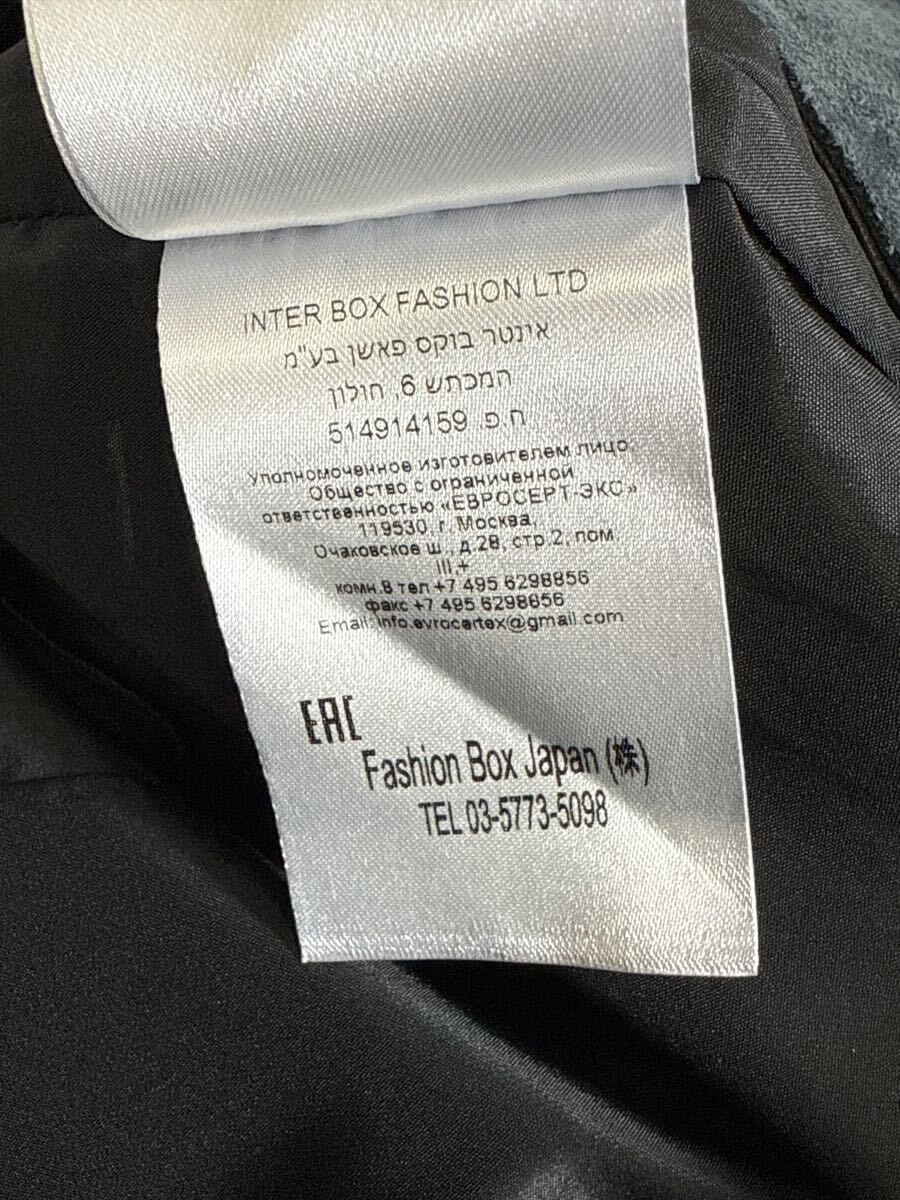 INTER BOX FASHION LTD
אינטר בוקס פאשן בע"מ
המכתש 6, חולון
ח.פ. 514914159
Уполномоченное изготовителем лицо:
Общество с ограниченной
ответственностью «ЕВРОСЕРТ-ЭКС»
119530, г. Москва,
Очаковское ш., д.28, стр.2, пом.
III,+
комн.8 тел +7 495 6298856
факс +7 495 6298656
Email: info.evrocertex@gmail.com
EAC
Fashion Box Japan (株)
TEL 03-5773-5098